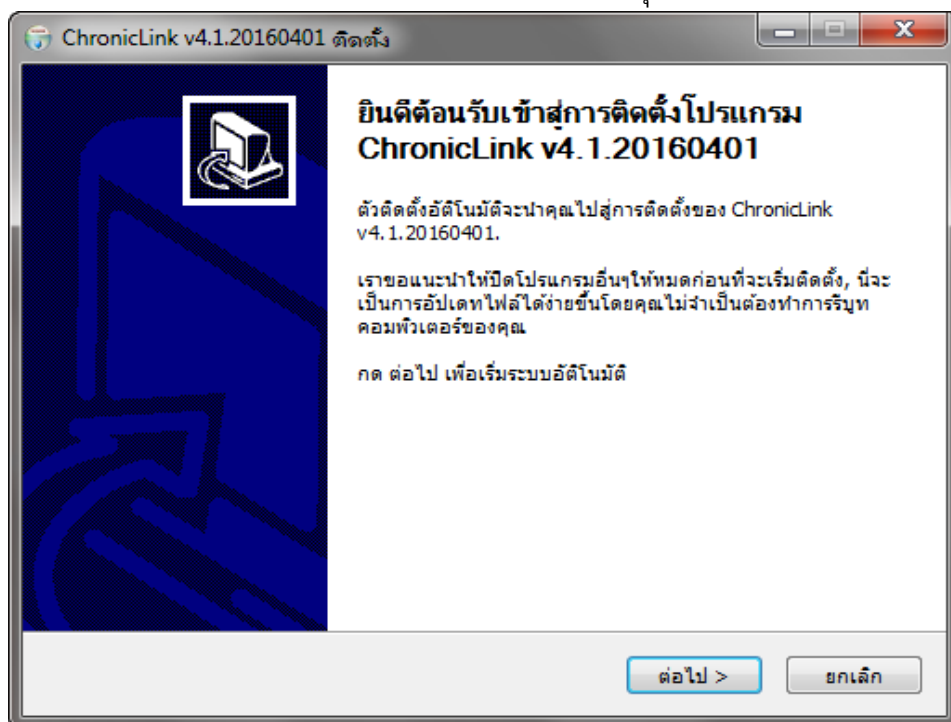 ChronicLink v4.1.20160401 ติดตั้ง
ยินดีต้อนรับเข้าสู่การติดตั้งโปรแกรม
ChronicLink v4.1.20160401
ตัวติดตั้งอัติโนมัติจะนำคุณไปสู่การติดตั้งของ ChronicLink
v4.1.20160401.
เราขอแนะนำให้ปิดโปรแกรมอื่นๆให้หมดก่อนที่จะเริ่มติดตั้ง, นี่จะ
เป็นการอัปเดทไฟล์ได้ง่ายขึ้นโดยคุณไม่จำเป็นต้องทำการรีบูท
คอมพิวเตอร์ของคุณ
กด ต่อไป เพื่อเริ่มระบบอัติโนมัติ
ต่อไป >
ยกเลิก